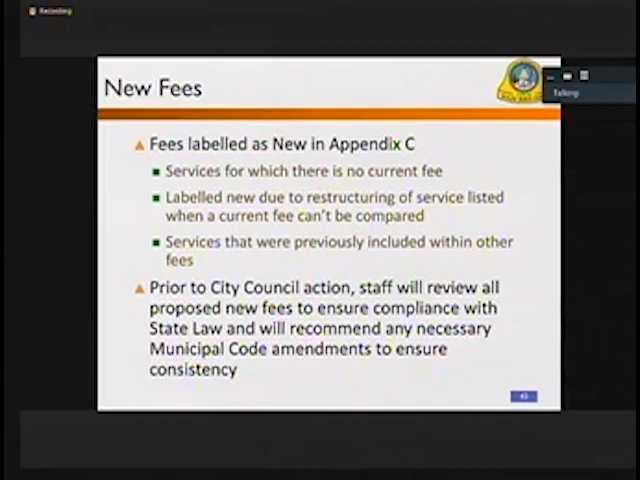 Recording
New Fees
Talking:
Fees labelled as New in Appendix C
Services for which there is no current fee
Labelled new due to restructuring of service listed
when a current fee can't be compared
Services that were previously included within other
fees
Prior to City Council action, staff will review all
proposed new fees to ensure compliance with
State Law and will recommend any necessary
Municipal Code amendments to ensure
consistency